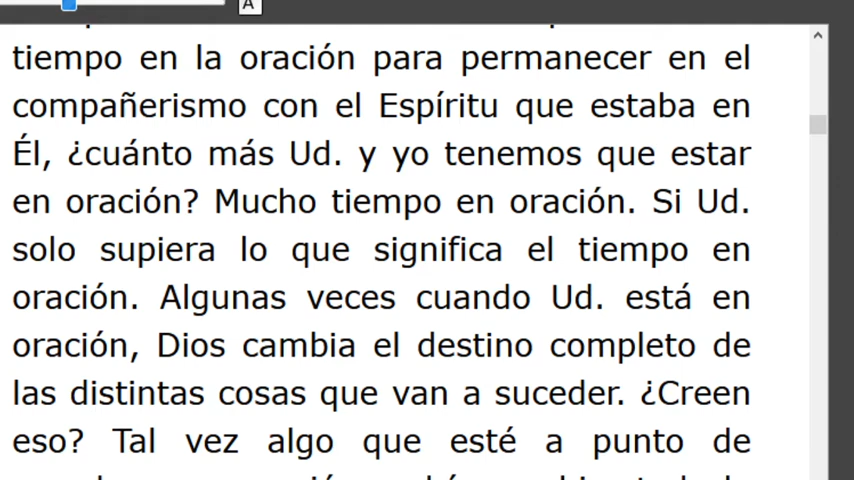 A
tiempo en la oración para permanecer en el
compañerismo con el Espíritu que estaba en
Él, ¿cuánto más Ud. y yo tenemos que estar
en oración? Mucho tiempo en oración. Si Ud.
solo supiera lo que significa el tiempo en
oración. Algunas veces cuando Ud. está en
oración, Dios cambia el destino completo de
las distintas cosas que van a suceder. ¿Creen
eso? Tal vez algo que esté a punto de